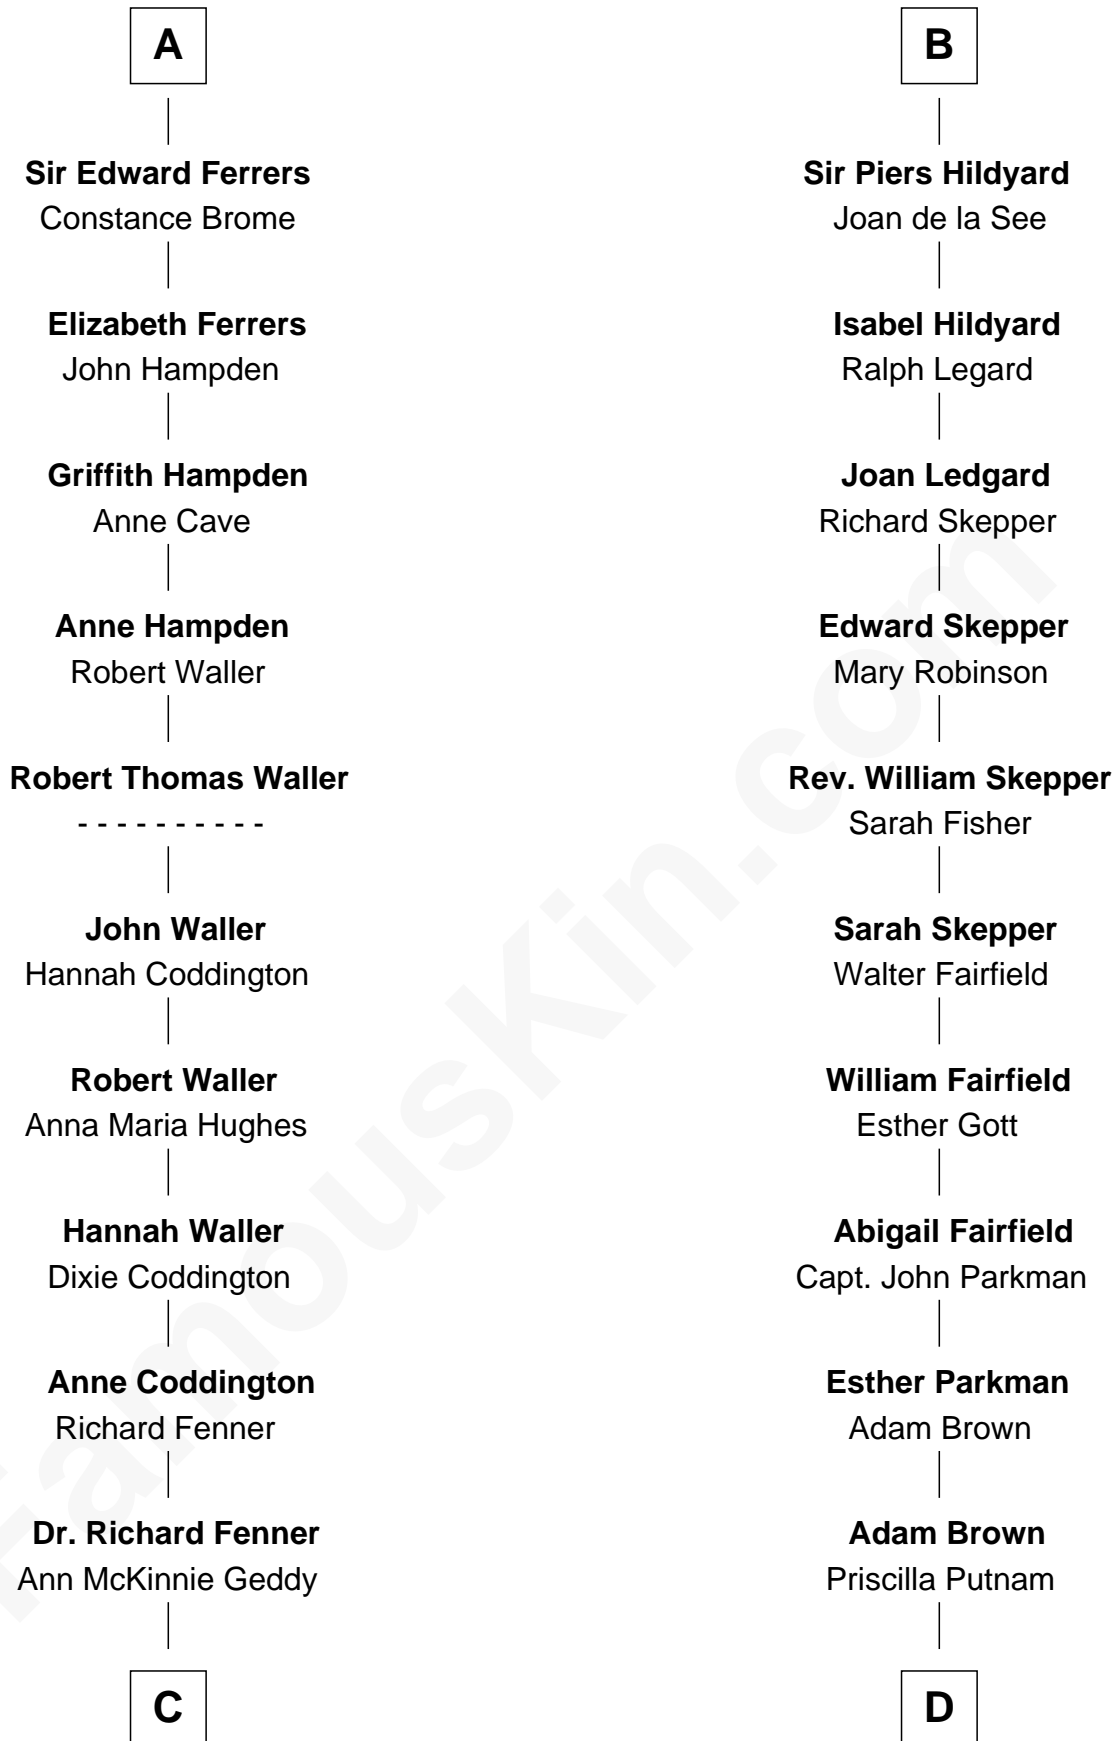 A
Sir Edward Ferrers
Constance Brome
Elizabeth Ferrers
John Hampden
Griffith Hampden
Anne Cave
Anne Hampden
Robert Waller
Robert Thomas Waller
- - - - - - - - - -
John Waller
Hannah Coddington
Robert Waller
Anna Maria Hughes
Hannah Waller
Dixie Coddington
Anne Coddington
Richard Fenner
Dr. Richard Fenner
Ann McKinnie Geddy
C
B
Sir Piers Hildyard
Joan de la See
Isabel Hildyard
Ralph Legard
Joan Ledgard
Richard Skepper
Edward Skepper
Mary Robinson
Rev. William Skepper
Sarah Fisher
Sarah Skepper
Walter Fairfield
William Fairfield
Esther Gott
Abigail Fairfield
Capt. John Parkman
Esther Parkman
Adam Brown
Adam Brown
Priscilla Putnam
D
FamousKin.com